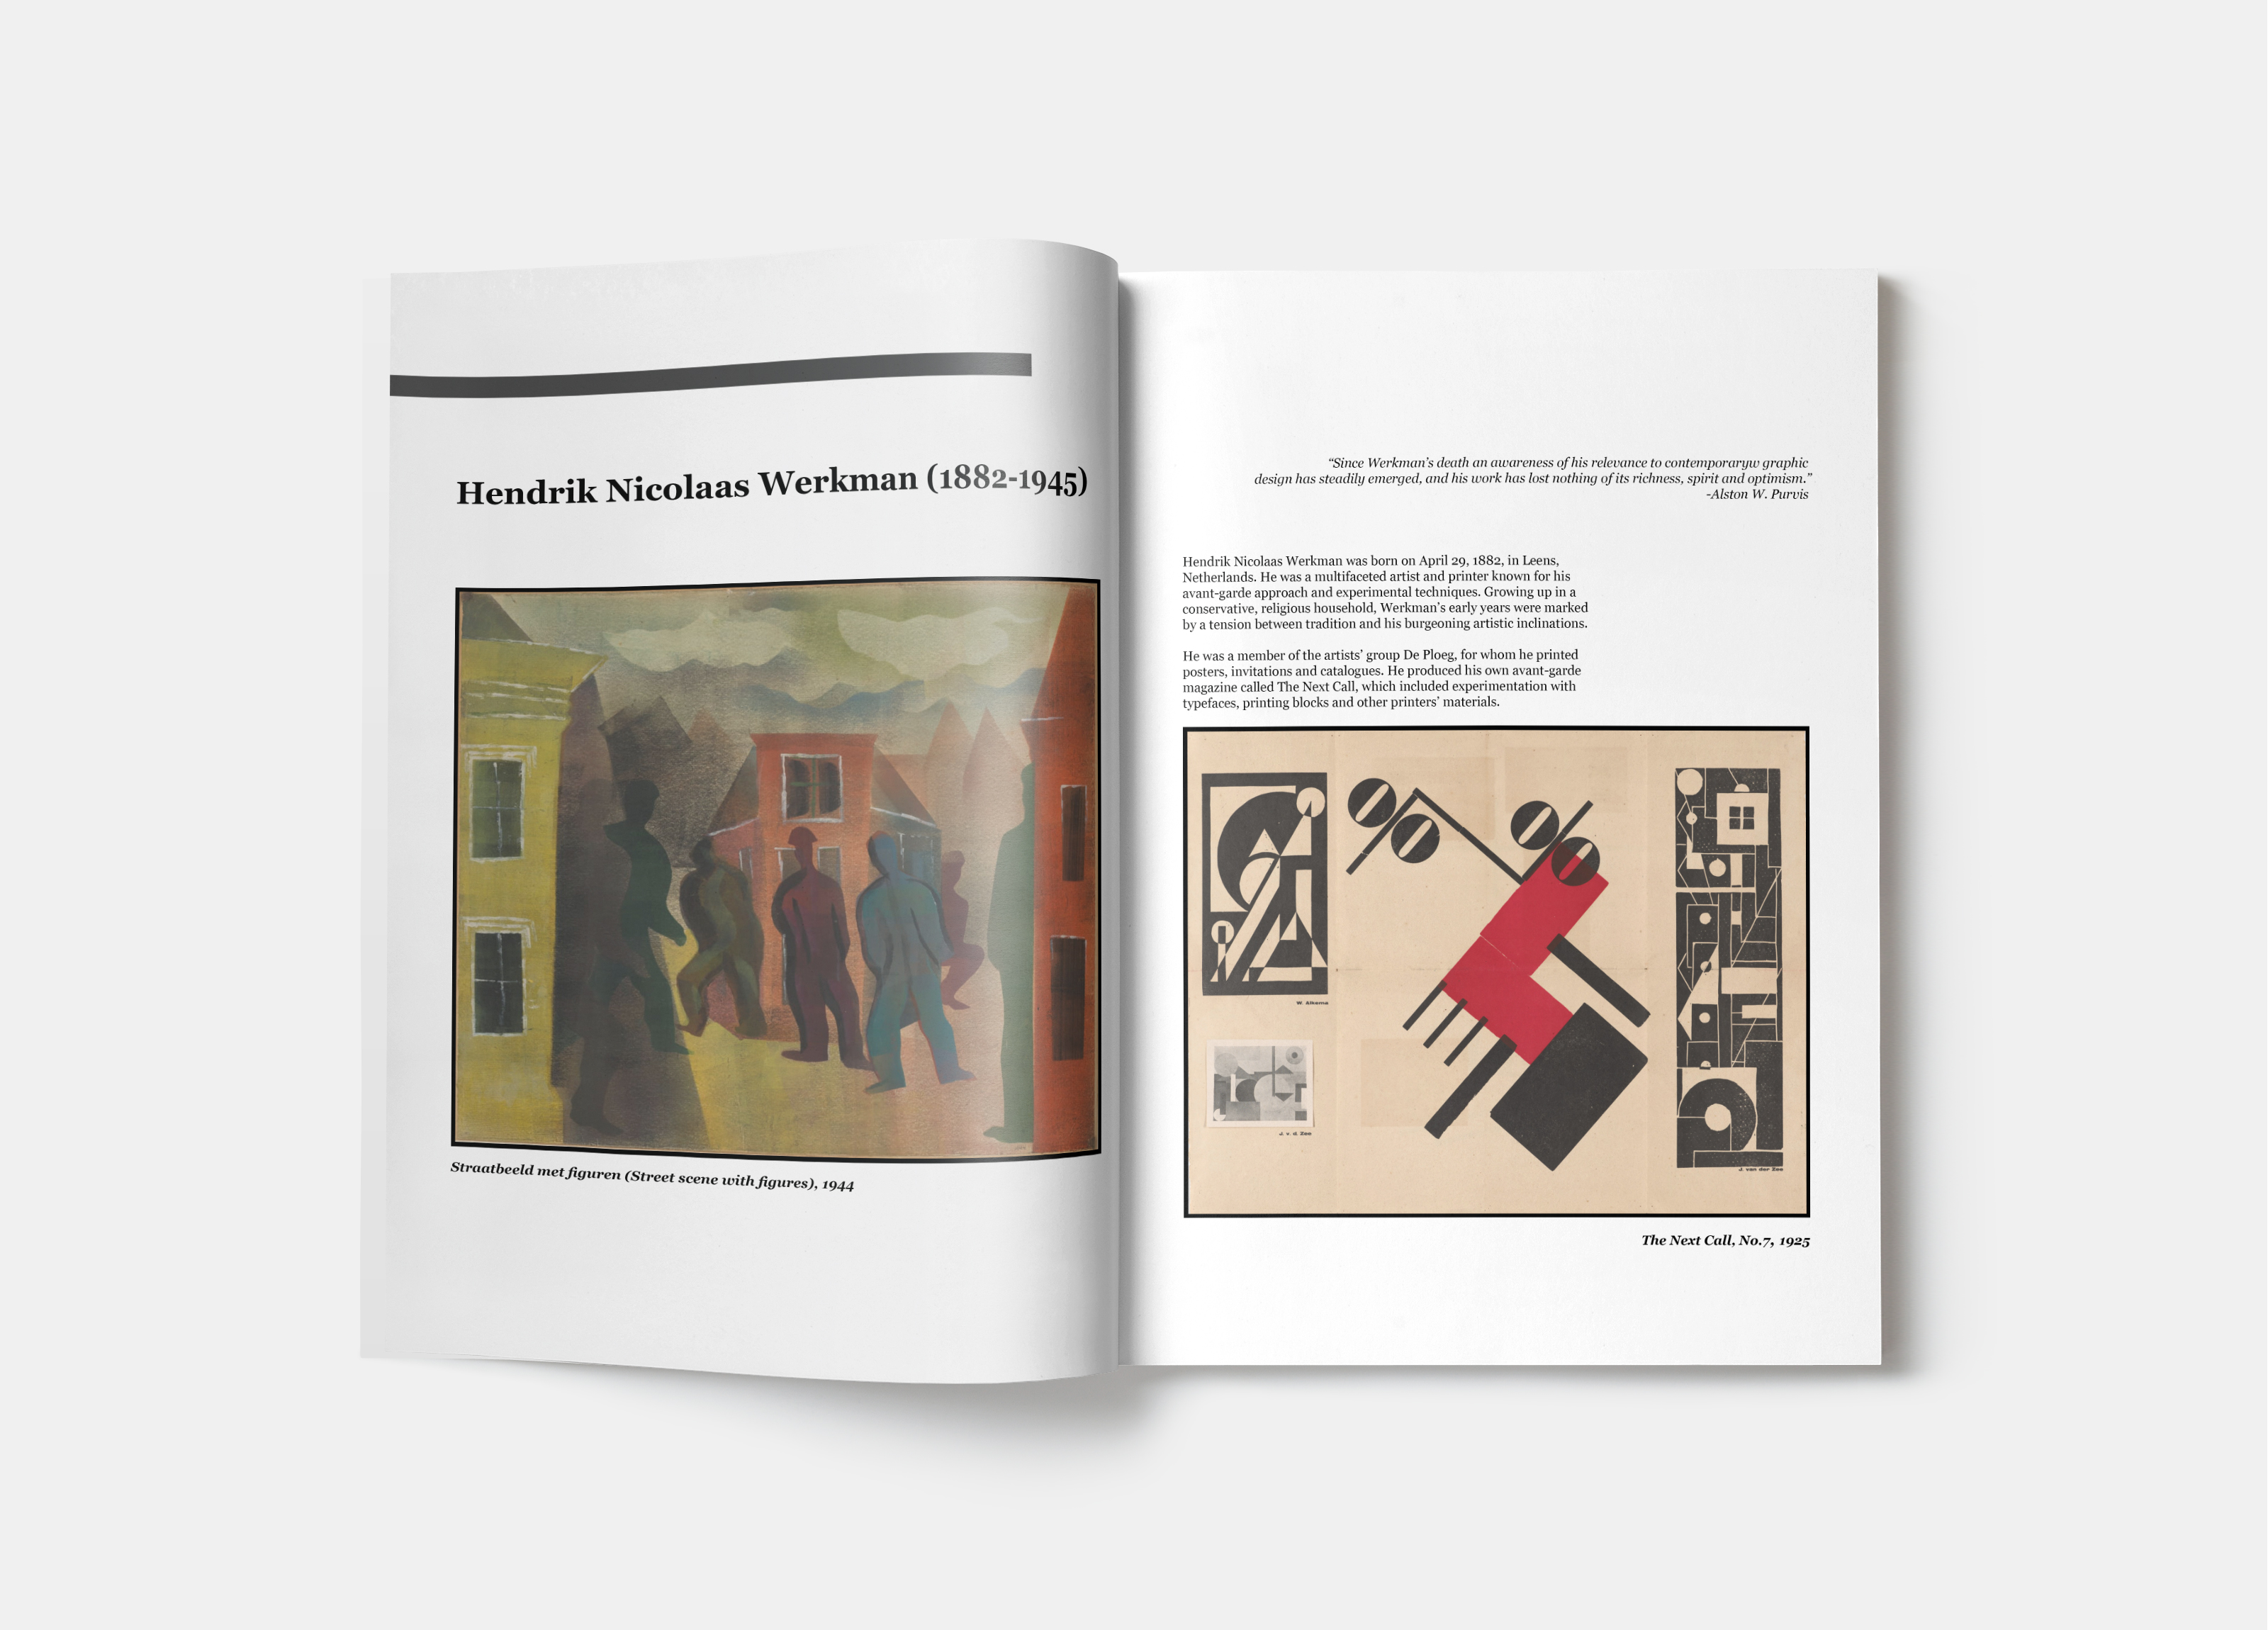 Hendrik Nicolaas Werkman (1882-1945)
Straatbeeld met figuren (Street scene with figures), 1944
“Since Werkman’s death an awareness of his relevance to contemporaryw graphic
design has steadily emerged, and his work has lost nothing of its richness, spirit and optimism.”
-Alston W. Purvis
Hendrik Nicolaas Werkman was born on April 29, 1882, in Leens,
Netherlands. He was a multifaceted artist and printer known for his
avant-garde approach and experimental techniques. Growing up in a
conservative, religious household, Werkman’s early years were marked
by a tension between tradition and his burgeoning artistic inclinations.
He was a member of the artists’ group De Ploeg, for whom he printed
posters, invitations and catalogues. He produced his own avant-garde
magazine called The Next Call, which included experimentation with
typefaces, printing blocks and other printers’ materials.
W. Alkema
J. v. d. Zee
J. van der Zee
The Next Call, No.7, 1925